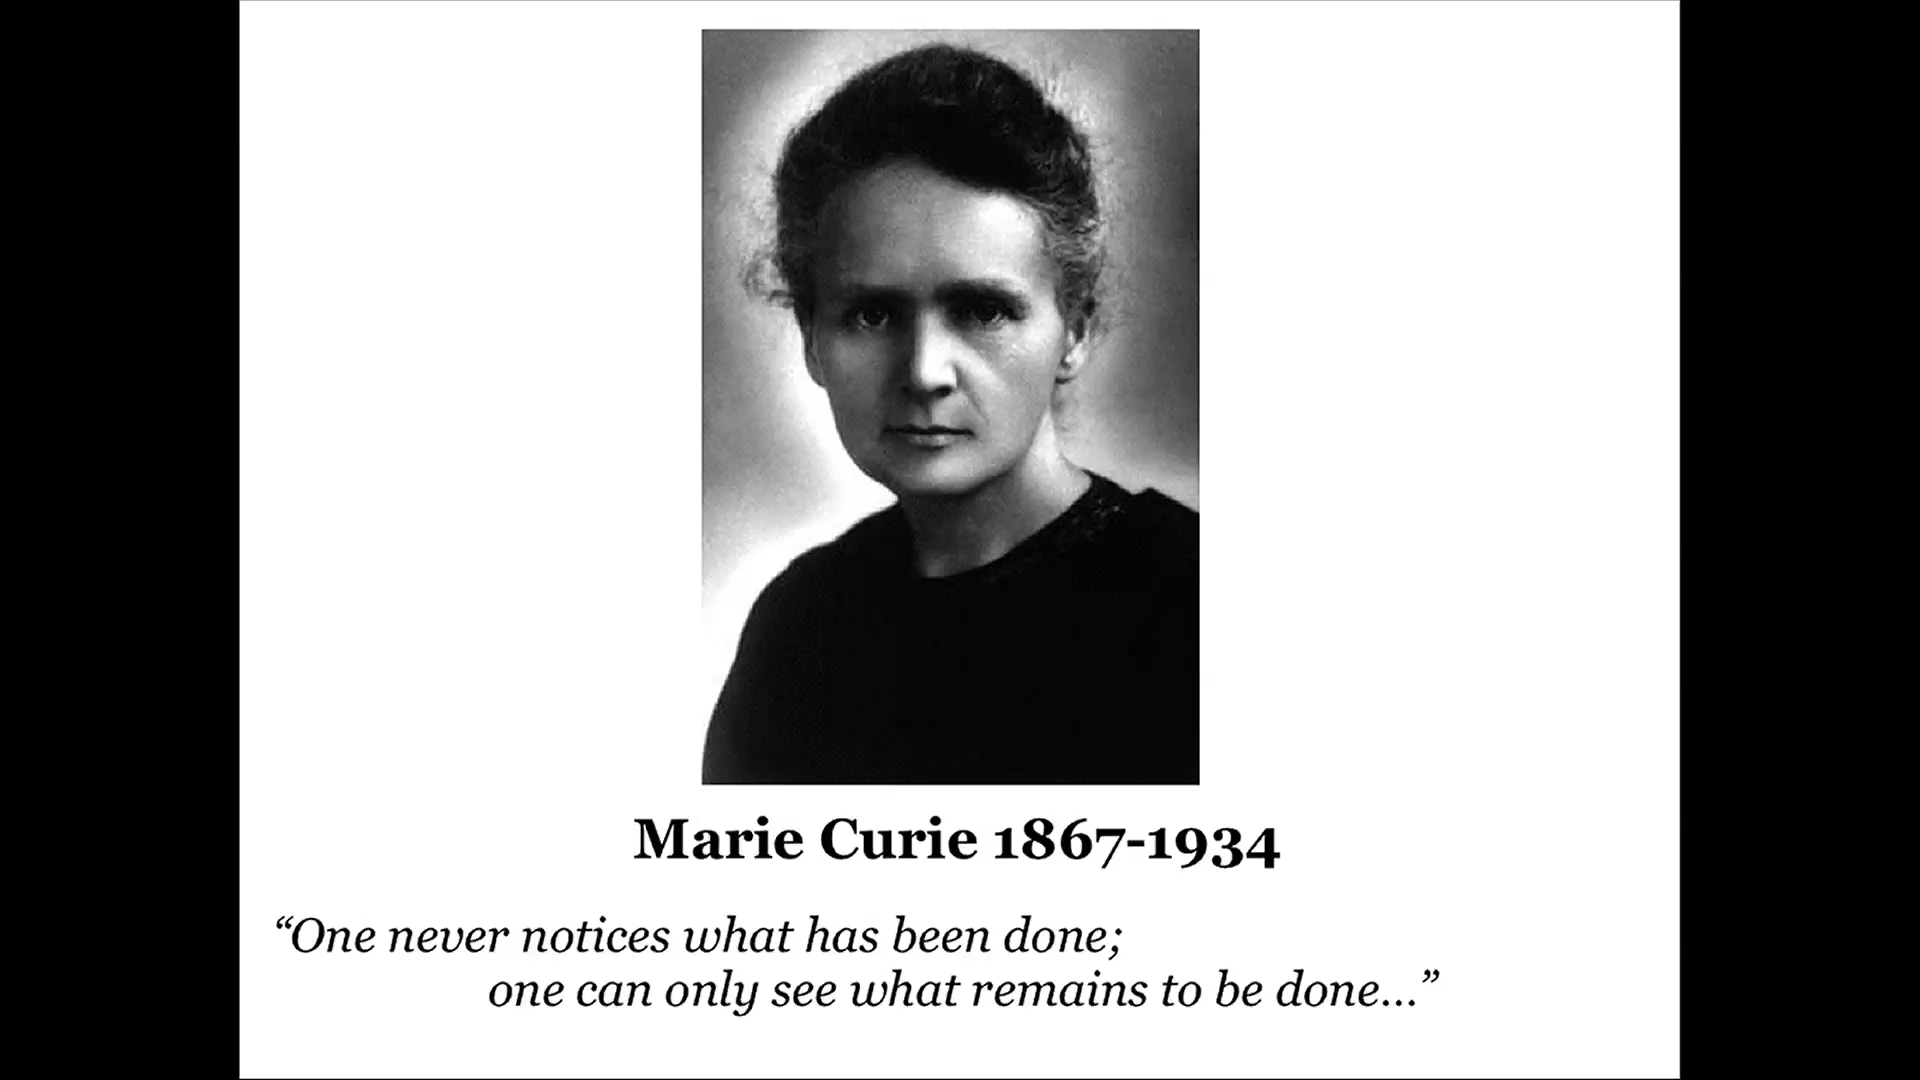 Marie Curie 1867-1934
“One never notices what has been done;
one can only see what remains to be done...”